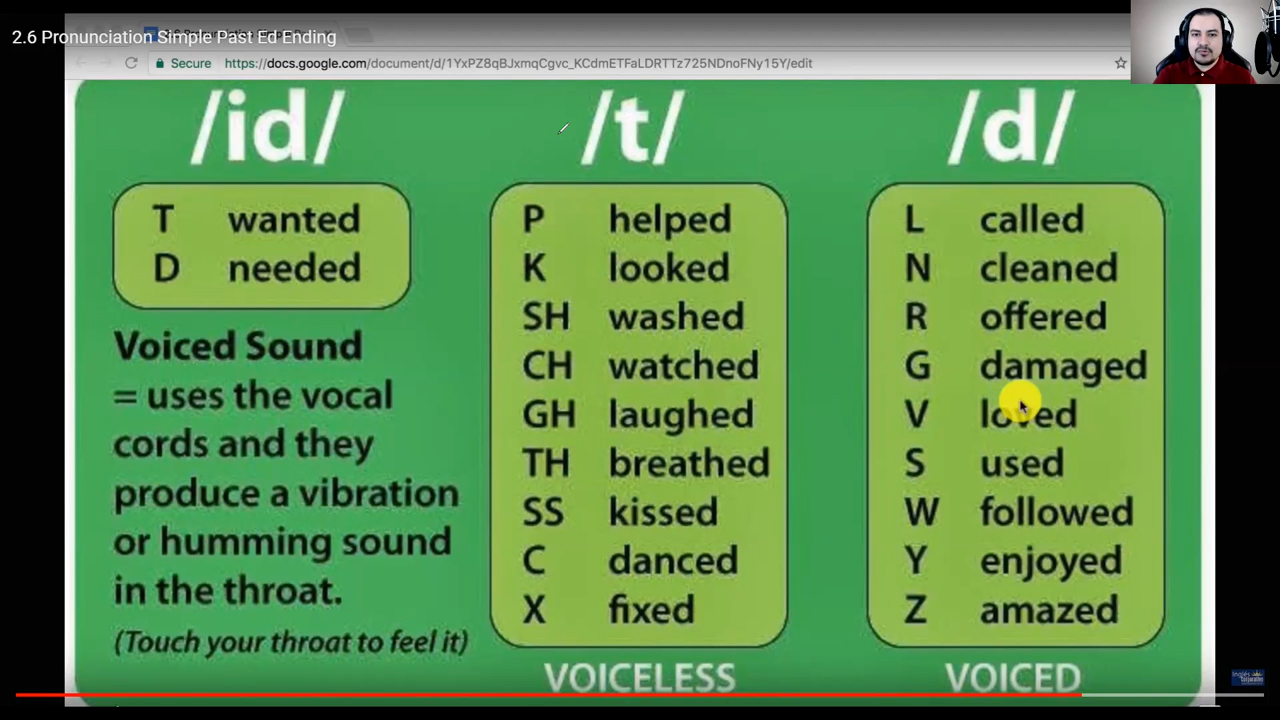 2.6 Pronunciation Simple Past Ed Ending
Secure https://docs.google.com/document/d/1YxPZ8qB_xmqCgvc_KCdmETFaLDRTTz725NDnoFNy15Y/edit
/id/
T wanted
D needed
Voiced Sound
= uses the vocal
cords and they
produce a vibration
or humming sound
in the throat.
(Touch your throat to feel it)
/t/
P helped
K looked
SH washed
CH watched
GH laughed
TH breathed
SS kissed
C danced
X fixed
VOICELESS
/d/
L called
N cleaned
R offered
G damaged
V loved
S used
W followed
Y enjoyed
Z amazed
VOICED